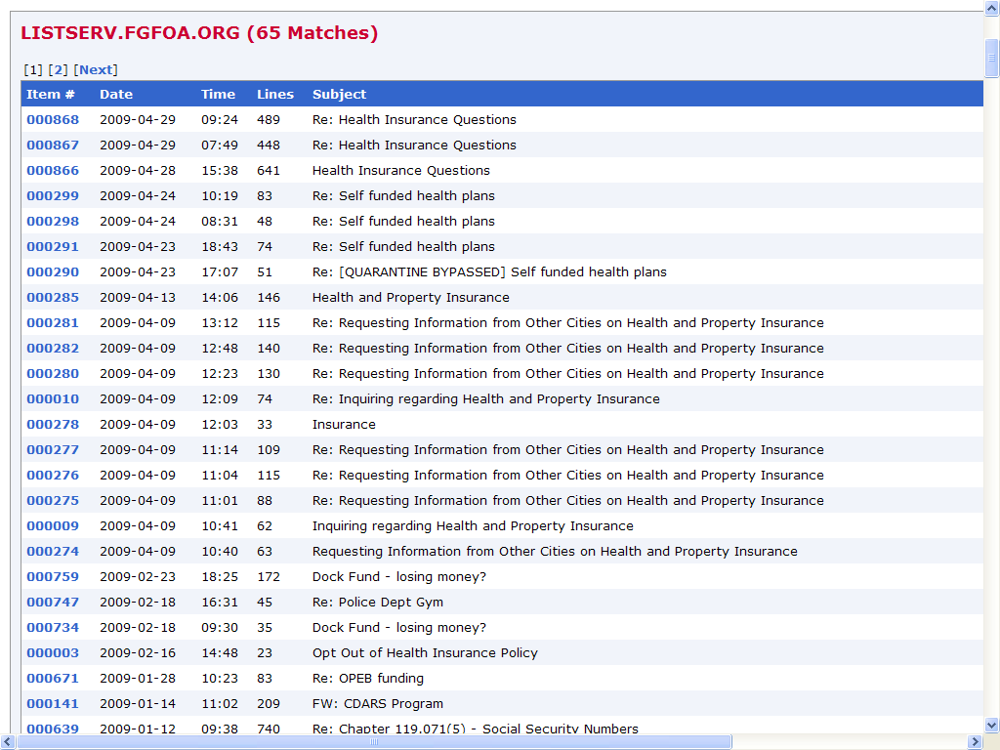 LISTSERV.FGFOA.ORG (65 Matches)
[1] [2] [Next]
Item # Date Time Lines Subject
000868 2009-04-29 09:24 489 Re: Health Insurance Questions
000867 2009-04-29 07:49 448 Re: Health Insurance Questions
000866 2009-04-28 15:38 641 Health Insurance Questions
000299 2009-04-24 10:19 83 Re: Self funded health plans
000298 2009-04-24 08:31 48 Re: Self funded health plans
000291 2009-04-23 18:43 74 Re: Self funded health plans
000290 2009-04-23 17:07 51 Re: [QUARANTINE BYPASSED] Self funded health plans
000285 2009-04-13 14:06 146 Health and Property Insurance
000281 2009-04-09 13:12 115 Re: Requesting Information from Other Cities on Health and Property Insurance
000282 2009-04-09 12:48 140 Re: Requesting Information from Other Cities on Health and Property Insurance
000280 2009-04-09 12:23 130 Re: Requesting Information from Other Cities on Health and Property Insurance
000010 2009-04-09 12:09 74 Re: Inquiring regarding Health and Property Insurance
000278 2009-04-09 12:03 33 Insurance
000277 2009-04-09 11:14 109 Re: Requesting Information from Other Cities on Health and Property Insurance
000276 2009-04-09 11:04 115 Re: Requesting Information from Other Cities on Health and Property Insurance
000275 2009-04-09 11:01 88 Re: Requesting Information from Other Cities on Health and Property Insurance
000009 2009-04-09 10:41 62 Inquiring regarding Health and Property Insurance
000274 2009-04-09 10:40 63 Requesting Information from Other Cities on Health and Property Insurance
000759 2009-02-23 18:25 172 Dock Fund - losing money?
000747 2009-02-18 16:31 45 Re: Police Dept Gym
000734 2009-02-18 09:30 35 Dock Fund - losing money?
000003 2009-02-16 14:48 23 Opt Out of Health Insurance Policy
000671 2009-01-28 10:23 83 Re: OPEB funding
000141 2009-01-14 11:02 209 FW: CDARS Program
000639 2009-01-12 09:38 740 Re: Chapter 119.071(5) - Social Security Numbers